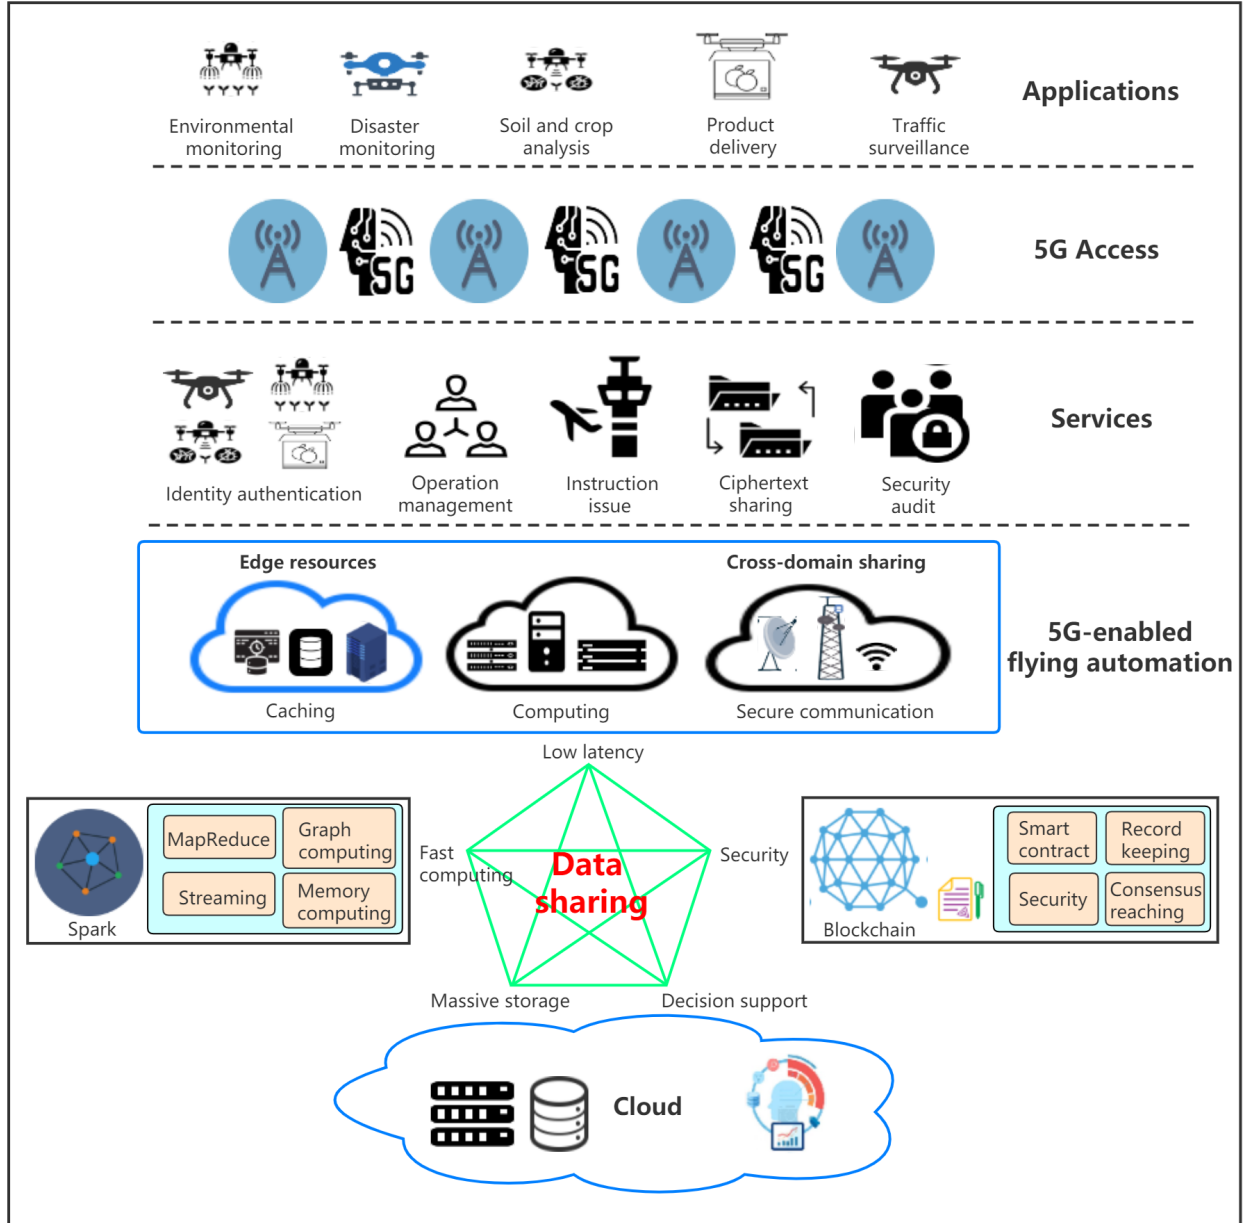 Environmental
monitoring
Disaster
monitoring
Soil and crop
analysis
Product
delivery
Traffic
surveillance
Applications
5G
5G
5G
5G Access
Identity authentication
Operation
management
Instruction
issue
Ciphertext
sharing
Security
audit
Services
Edge resources
Cross-domain sharing
Caching
Computing
Secure communication
5G-enabled
flying automation
Low latency
Fast
computing
Security
Massive storage
Decision support
Data
sharing
Spark
MapReduce
Graph
computing
Streaming
Memory
computing
Blockchain
Smart
contract
Record
keeping
Security
Consensus
reaching
Cloud